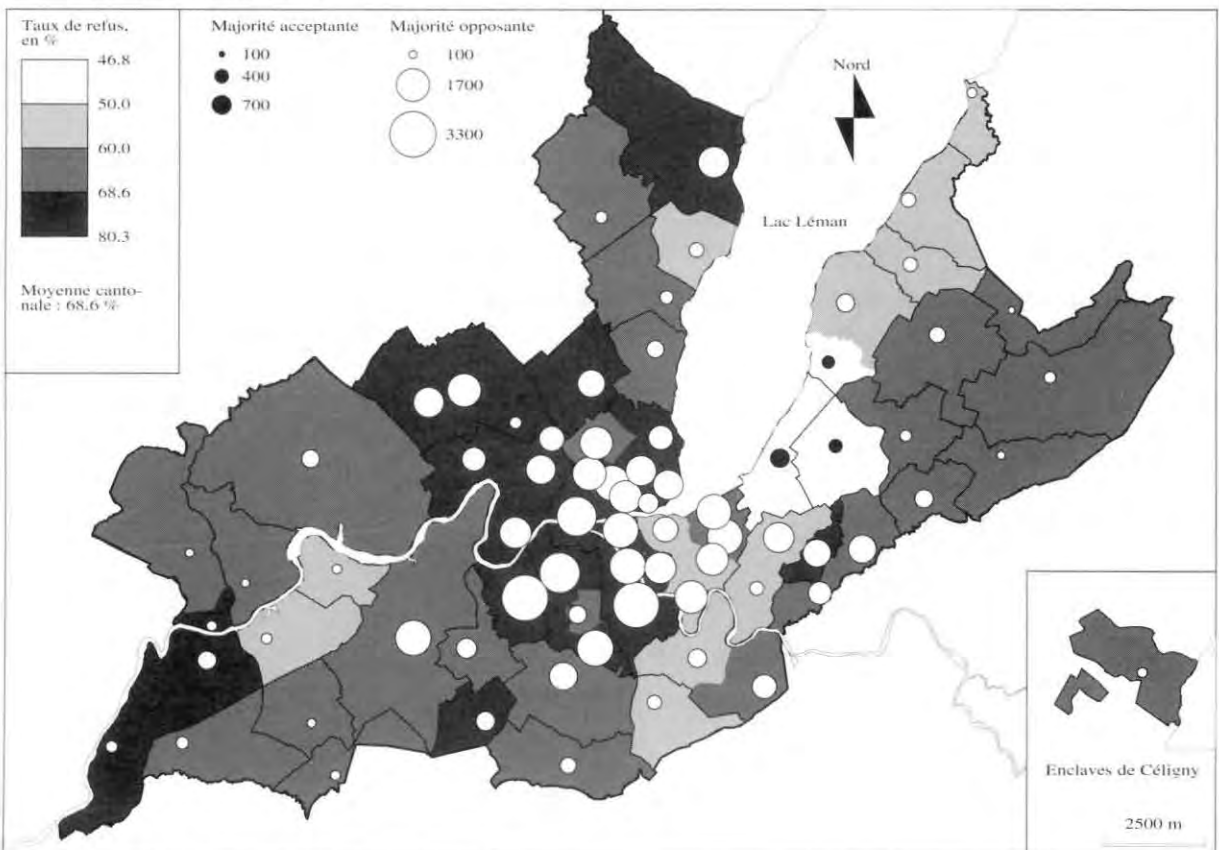 Taux de refus,
en %
46.8
50.0
60.0
68.6
80.3
Moyenne canto-
nale : 68.6 %
Majorité acceptante
100
400
700
Majorité opposante
100
1700
3300
Nord
Lac Léman
Enclaves de Céligny
2500 m